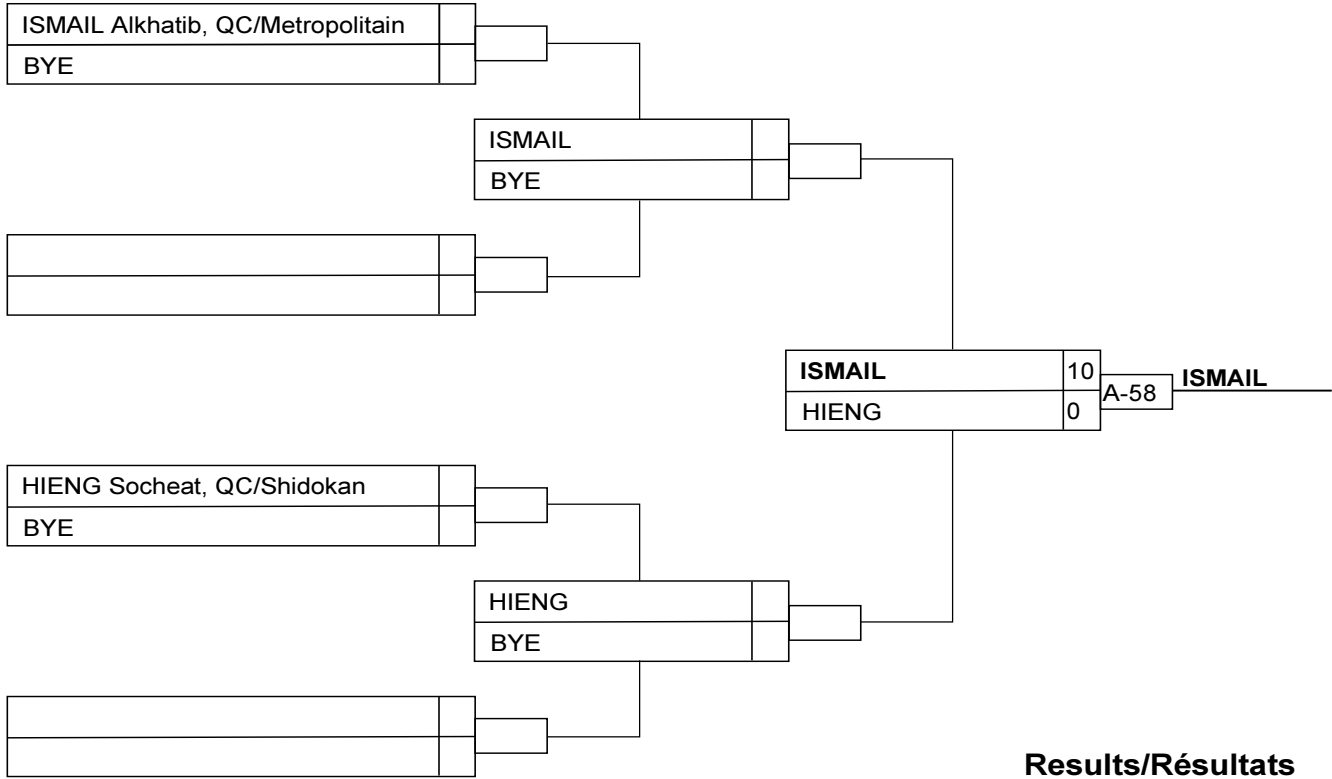 ISMAIL Alkhatib, QC/Metropolitain
BYE
ISMAIL
BYE
ISMAIL 10
HIENG 0
A-58
ISMAIL
HIENG Socheat, QC/Shidokan
BYE
HIENG
BYE
Results/Résultats